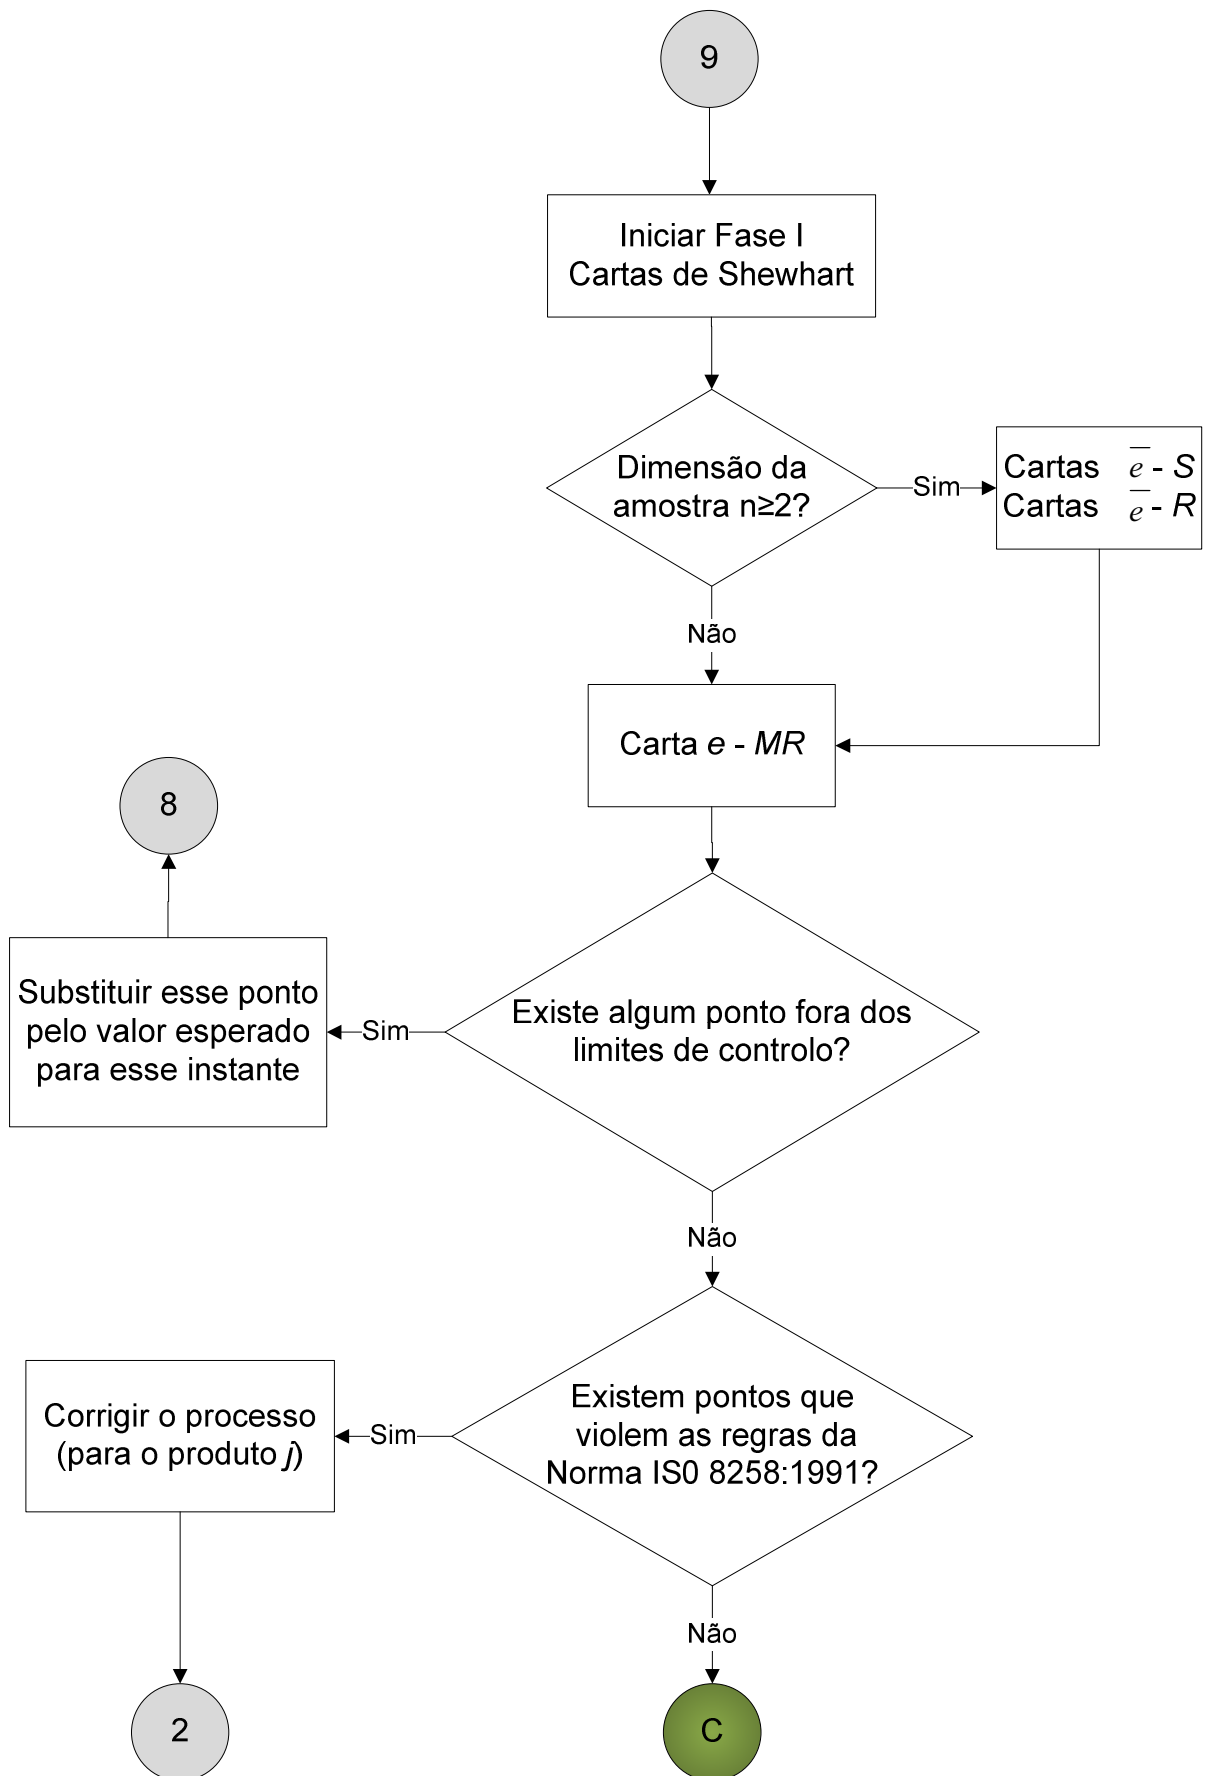 9
Iniciar Fase I
Cartas de Shewhart
Dimensão da
amostra n≥2?
Sim
Cartas e̅ - S
Cartas e̅ - R
Não
Carta e - MR
8
Substituir esse ponto
pelo valor esperado
para esse instante
Sim
Existe algum ponto fora dos
limites de controlo?
Não
Corrigir o processo
(para o produto j)
Sim
Existem pontos que
violem as regras da
Norma IS0 8258:1991?
Não
2
C